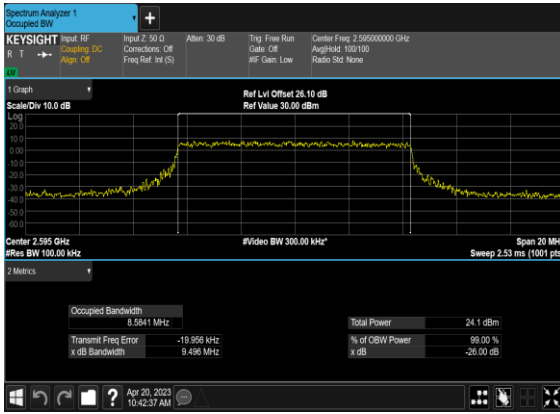 Spectrum Analyzer 1
Occupied BW
KEYSIGHT
R T
LW
Input: RF
Coupling: DC
Align: Off
Input Z: 50 Ω
Corrections: Off
Freq Ref: Int (S)
Atten: 30 dB
Trig: Free Run
Gate: Off
#IF Gain: Low
Center Freq: 2.595000000 GHz
Avg|Hold: 100/100
Radio Std: None
1 Graph
Scale/Div 10.0 dB
Ref Lvl Offset 26.10 dB
Ref Value 30.00 dBm
Log
20.0
10.0
0.00
-10.0
-20.0
-30.0
-40.0
-50.0
-60.0
Center 2.595 GHz
#Res BW 100.00 kHz
#Video BW 300.00 kHz*
Span 20 MH
Sweep 2.53 ms (1001 pts
2 Metrics
Occupied Bandwidth
8.5841 MHz
Total Power 24.1 dBm
Transmit Freq Error -19.956 kHz
% of OBW Power 99.00 %
x dB Bandwidth 9.496 MHz
x dB -26.00 dB
?
Apr 20, 2023
10:42:37 AM